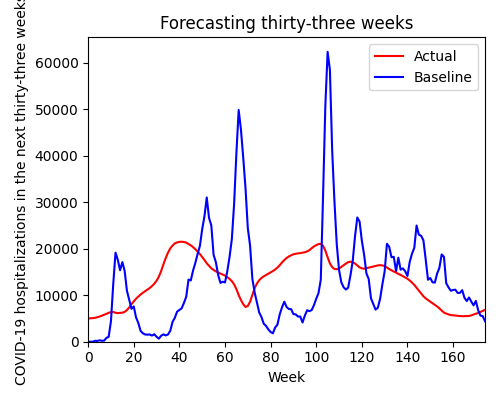 Forecasting thirty-three weeks
COVID-19 hospitalizations in the next thirty-three weeks
60000
50000
40000
30000
20000
10000
0
Actual
Baseline
0 20 40 60 80 100 120 140 160
Week